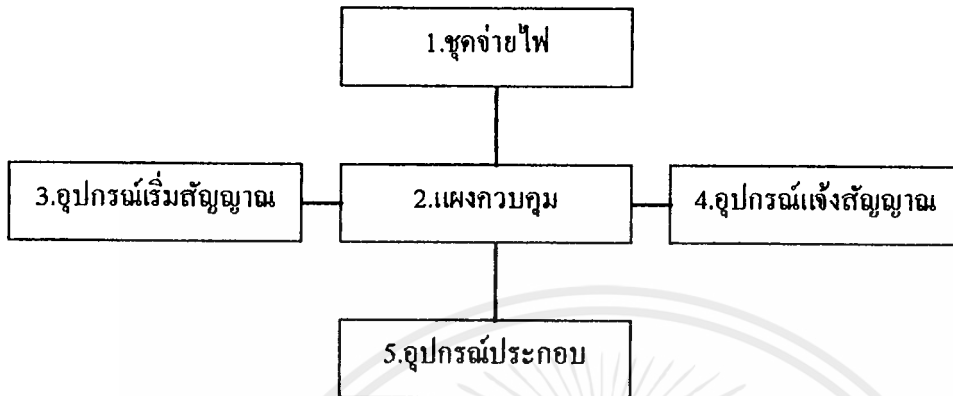 1.ชุดจ่ายไฟ
3.อุปกรณ์เริ่มสัญญาณ
2.แผงควบคุม
4.อุปกรณ์แจ้งสัญญาณ
5.อุปกรณ์ประกอบ